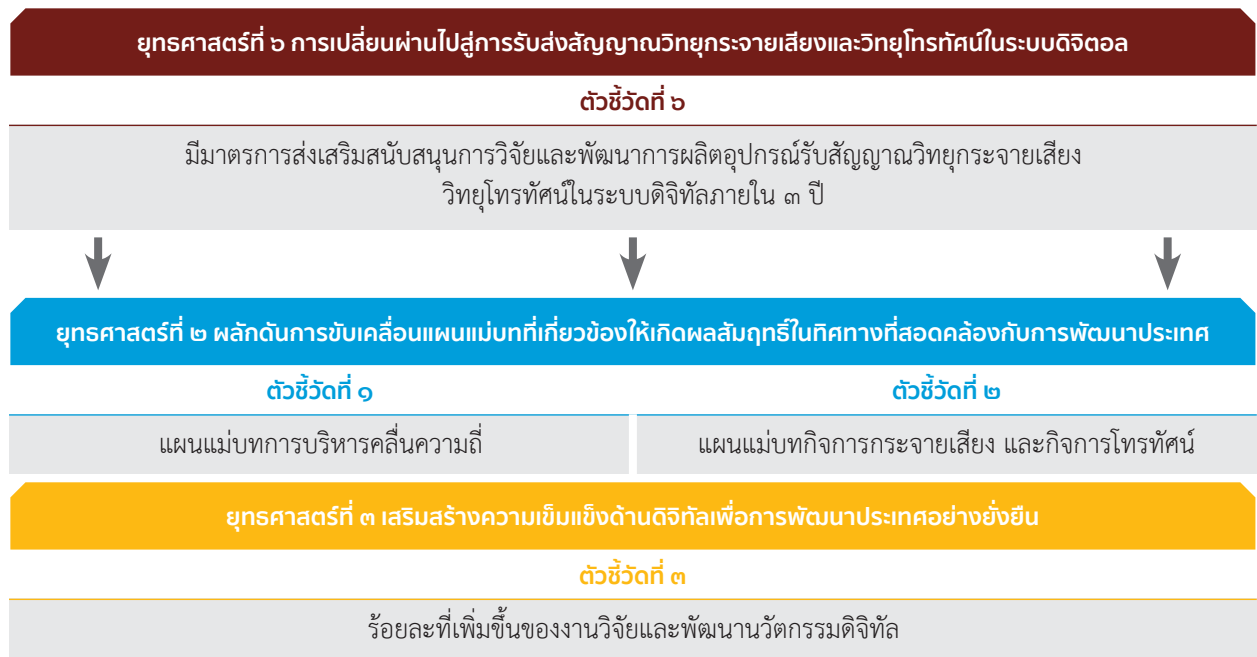 ยุทธศาสตร์ที่ ๖ การเปลี่ยนผ่านไปสู่การรับส่งสัญญาณวิทยุกระจายเสียงและวิทยุโทรทัศน์ในระบบดิจิตอล
ตัวชี้วัดที่ ๖
มีมาตรการส่งเสริมสนับสนุนการวิจัยและพัฒนาการผลิตอุปกรณ์รับสัญญาณวิทยุกระจายเสียง
วิทยุโทรทัศน์ในระบบดิจิทัลภายใน ๓ ปี
ยุทธศาสตร์ที่ ๒ ผลักดันการขับเคลื่อนแผนแม่บทที่เกี่ยวข้องให้เกิดผลสัมฤทธิ์ในทิศทางที่สอดคล้องกับการพัฒนาประเทศ
ตัวชี้วัดที่ ๑
แผนแม่บทการบริหารคลื่นความถี่
ตัวชี้วัดที่ ๒
แผนแม่บทกิจการกระจายเสียง และกิจการโทรทัศน์
ยุทธศาสตร์ที่ ๓ เสริมสร้างความเข็มแข็งด้านดิจิทัลเพื่อการพัฒนาประเทศอย่างยั่งยืน
ตัวชี้วัดที่ ๓
ร้อยละที่เพิ่มขึ้นของงานวิจัยและพัฒนานวัตกรรมดิจิทัล